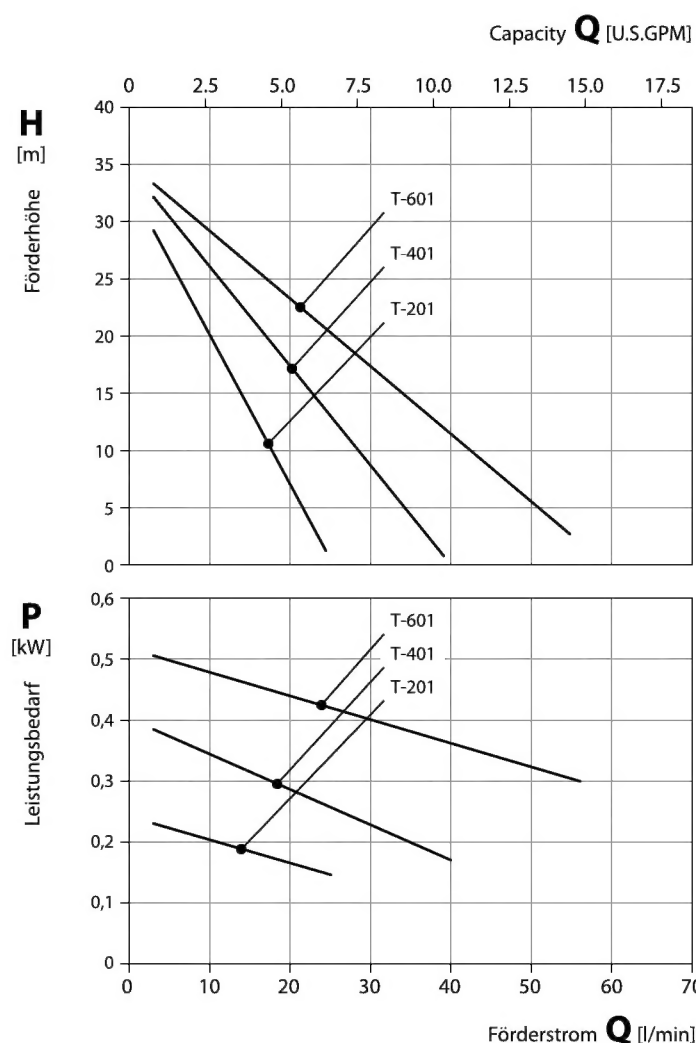 Capacity Q [U.S.GPM]
0 2.5 5.0 7.5 10.0 12.5 15.0 17.5
H
[m]
Förderhöhe
40
35
30
25
20
15
10
5
0
T-601
T-401
T-201
P
[kW]
Leistungsbedarf
0,6
0,5
0,4
0,3
0,2
0,1
0
T-601
T-401
T-201
0 10 20 30 40 50 60 70
Förderstrom Q [l/min]